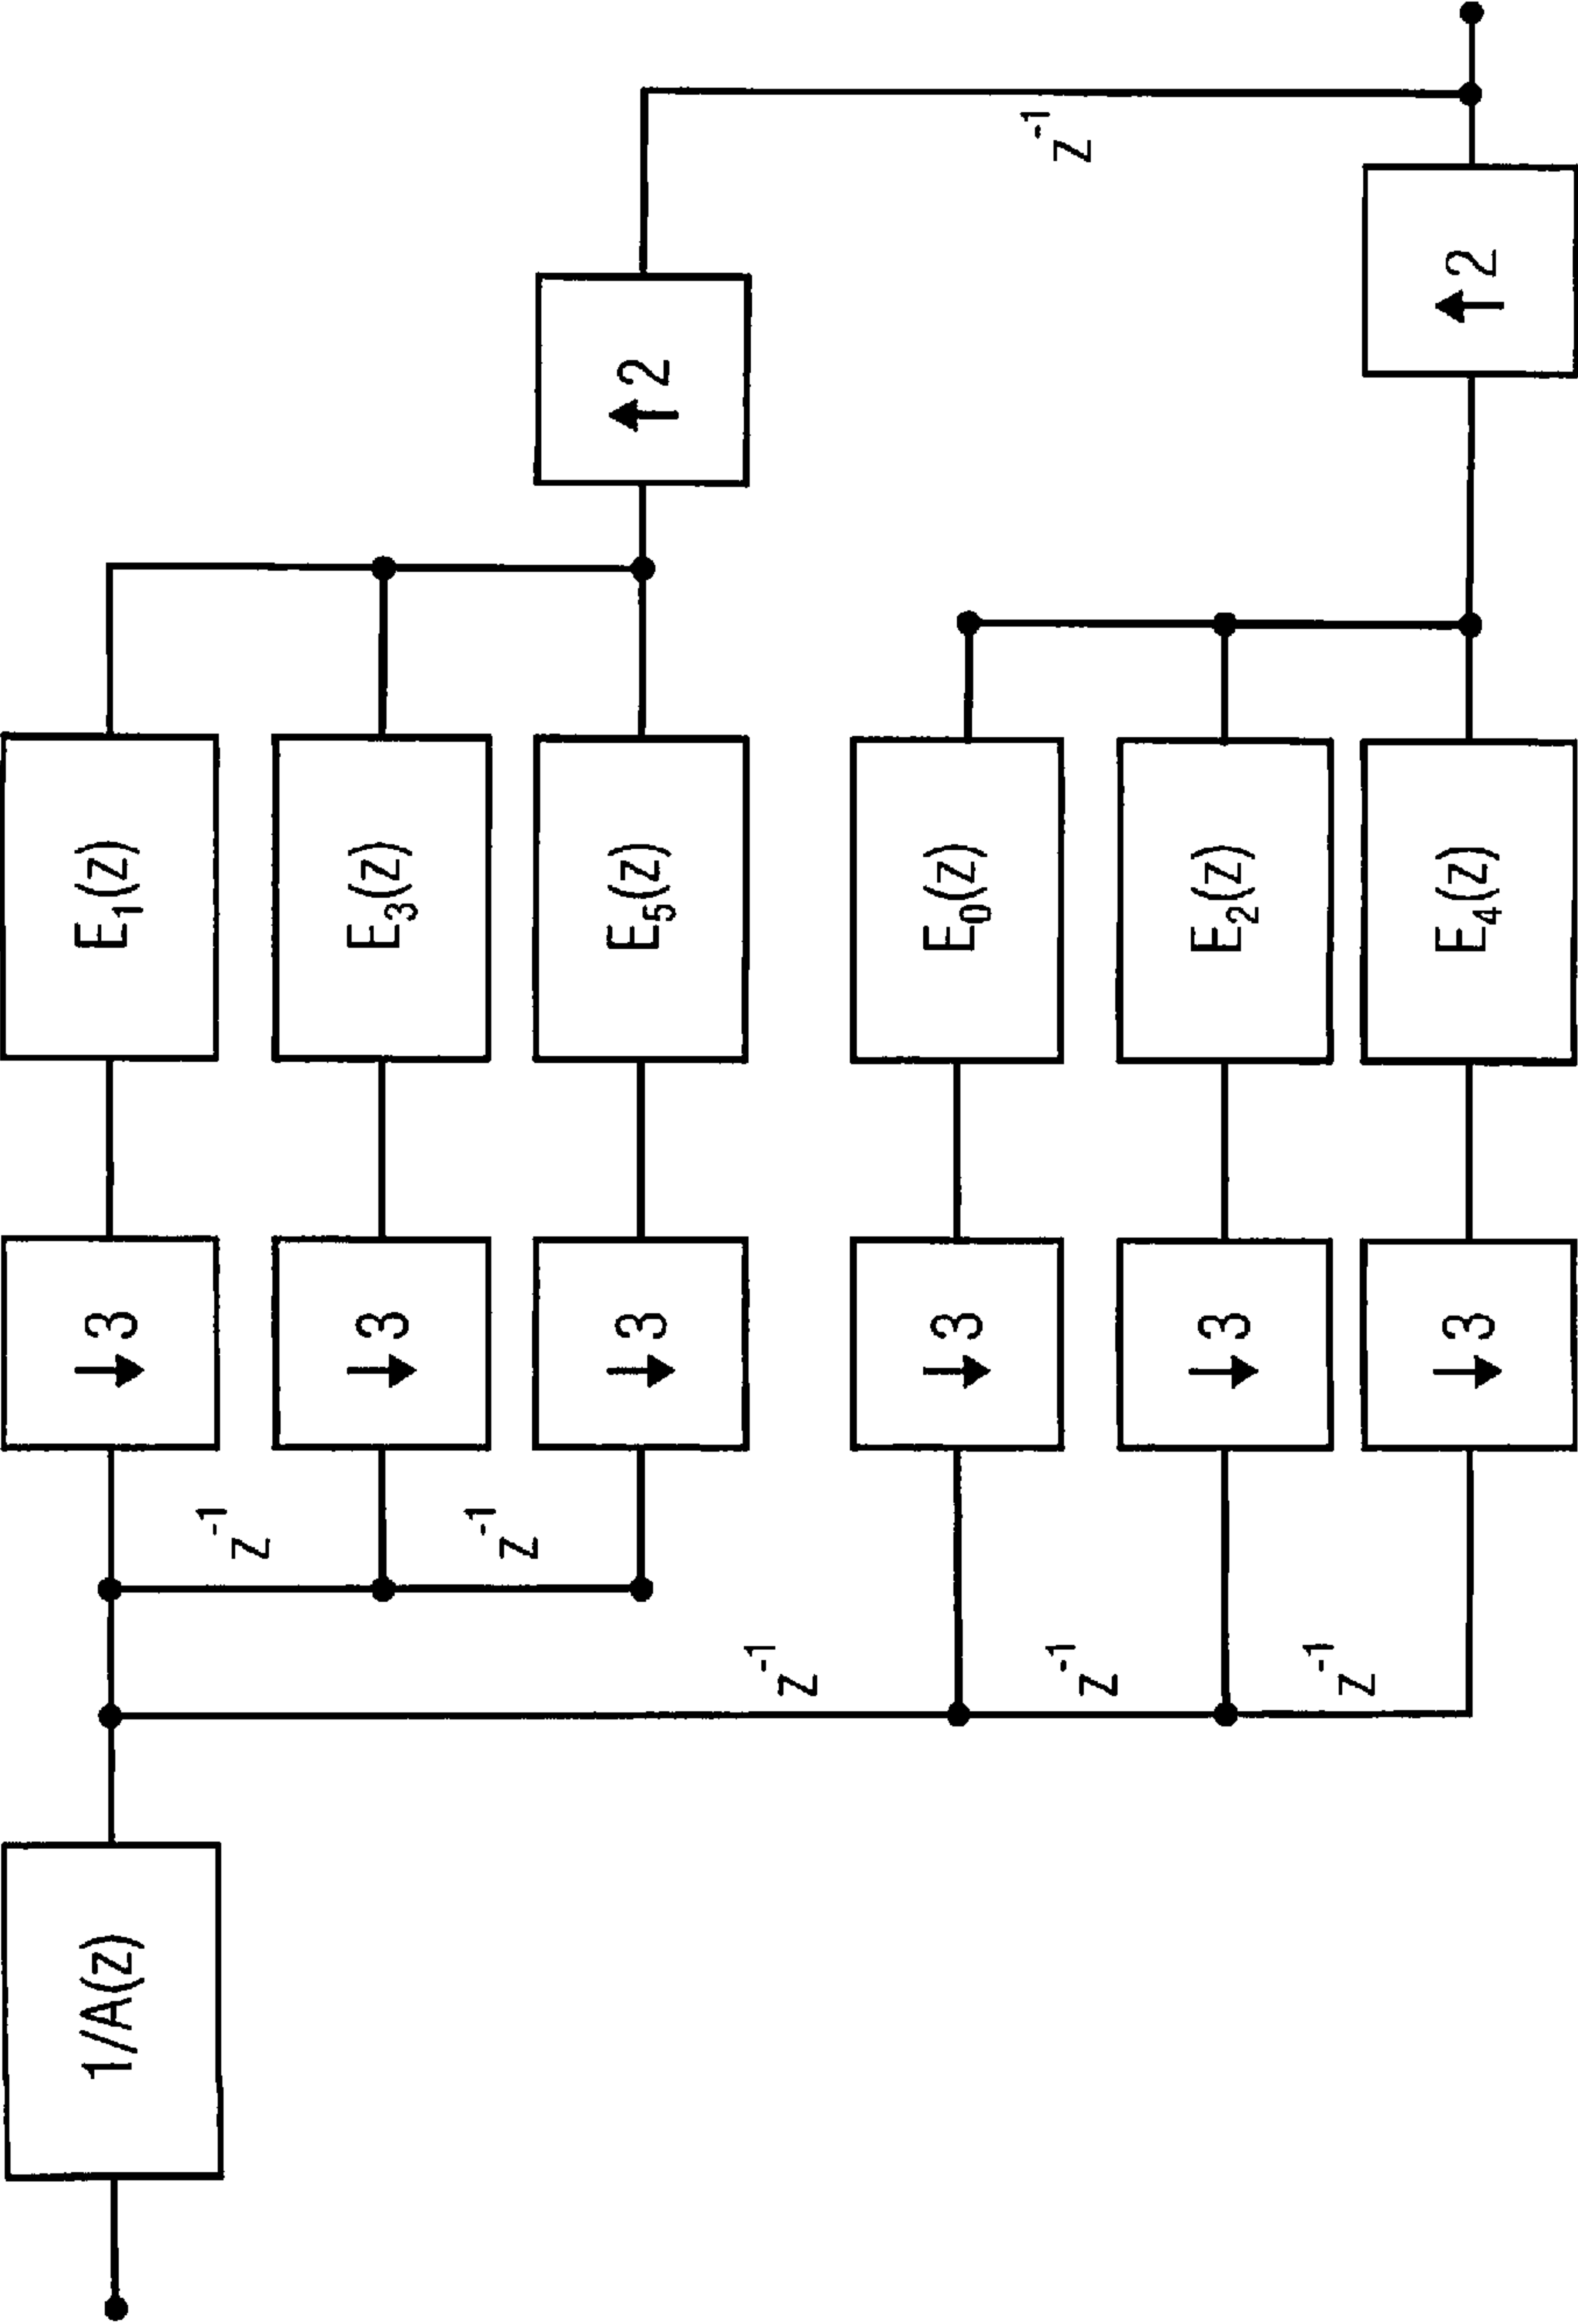 1/A(z)
↓3
E₁(z)
z⁻¹
↓3
E₃(z)
z⁻¹
↓3
E₅(z)
↑2
z⁻¹
↓3
E₀(z)
z⁻¹
z⁻¹
↓3
E₂(z)
z⁻¹
↓3
E₄(z)
↑2